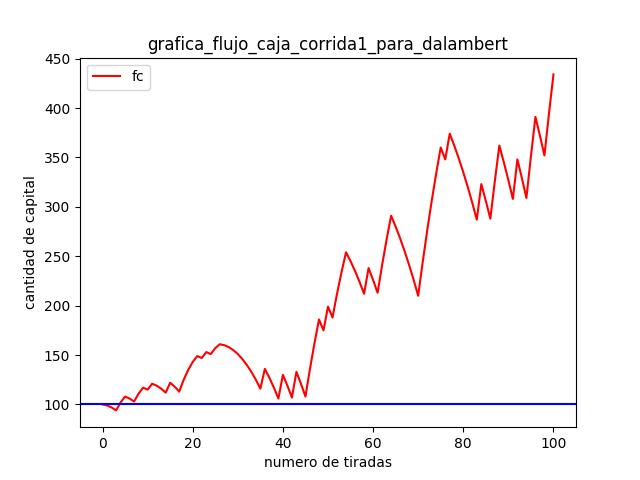 grafica_flujo_caja_corrida1_para_dalambert
fc
450
400
350
300
250
200
150
100
cantidad de capital
0 20 40 60 80 100
numero de tiradas